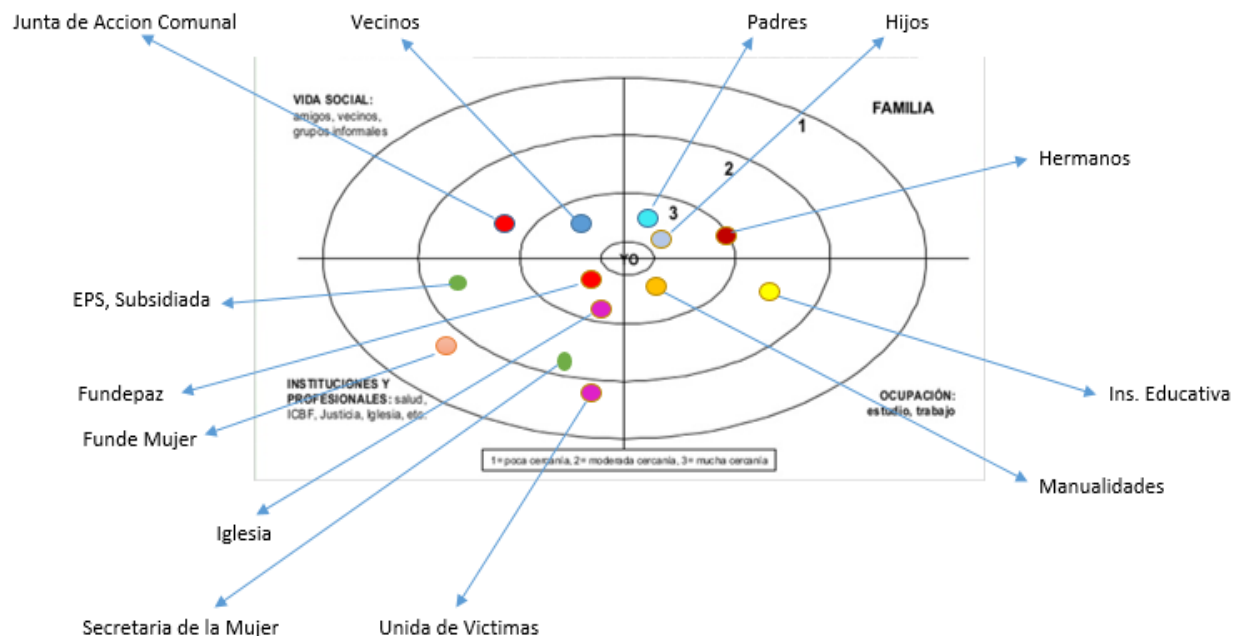 Junta de Accion Comunal
Vecinos
Padres
Hijos
VIDA SOCIAL:
amigos, vecinos,
grupos informales
FAMILIA
1
2
3
Hermanos
YO
EPS, Subsidiada
Fundepaz
INSTITUCIONES Y
PROFESIONALES: salud,
ICBF, Justicia, Iglesia, etc.
OCUPACIÓN:
estudio, trabajo
Ins. Educativa
Funde Mujer
1= poca cercanía, 2= moderada cercanía, 3= mucha cercanía
Manualidades
Iglesia
Secretaria de la Mujer
Unida de Victimas